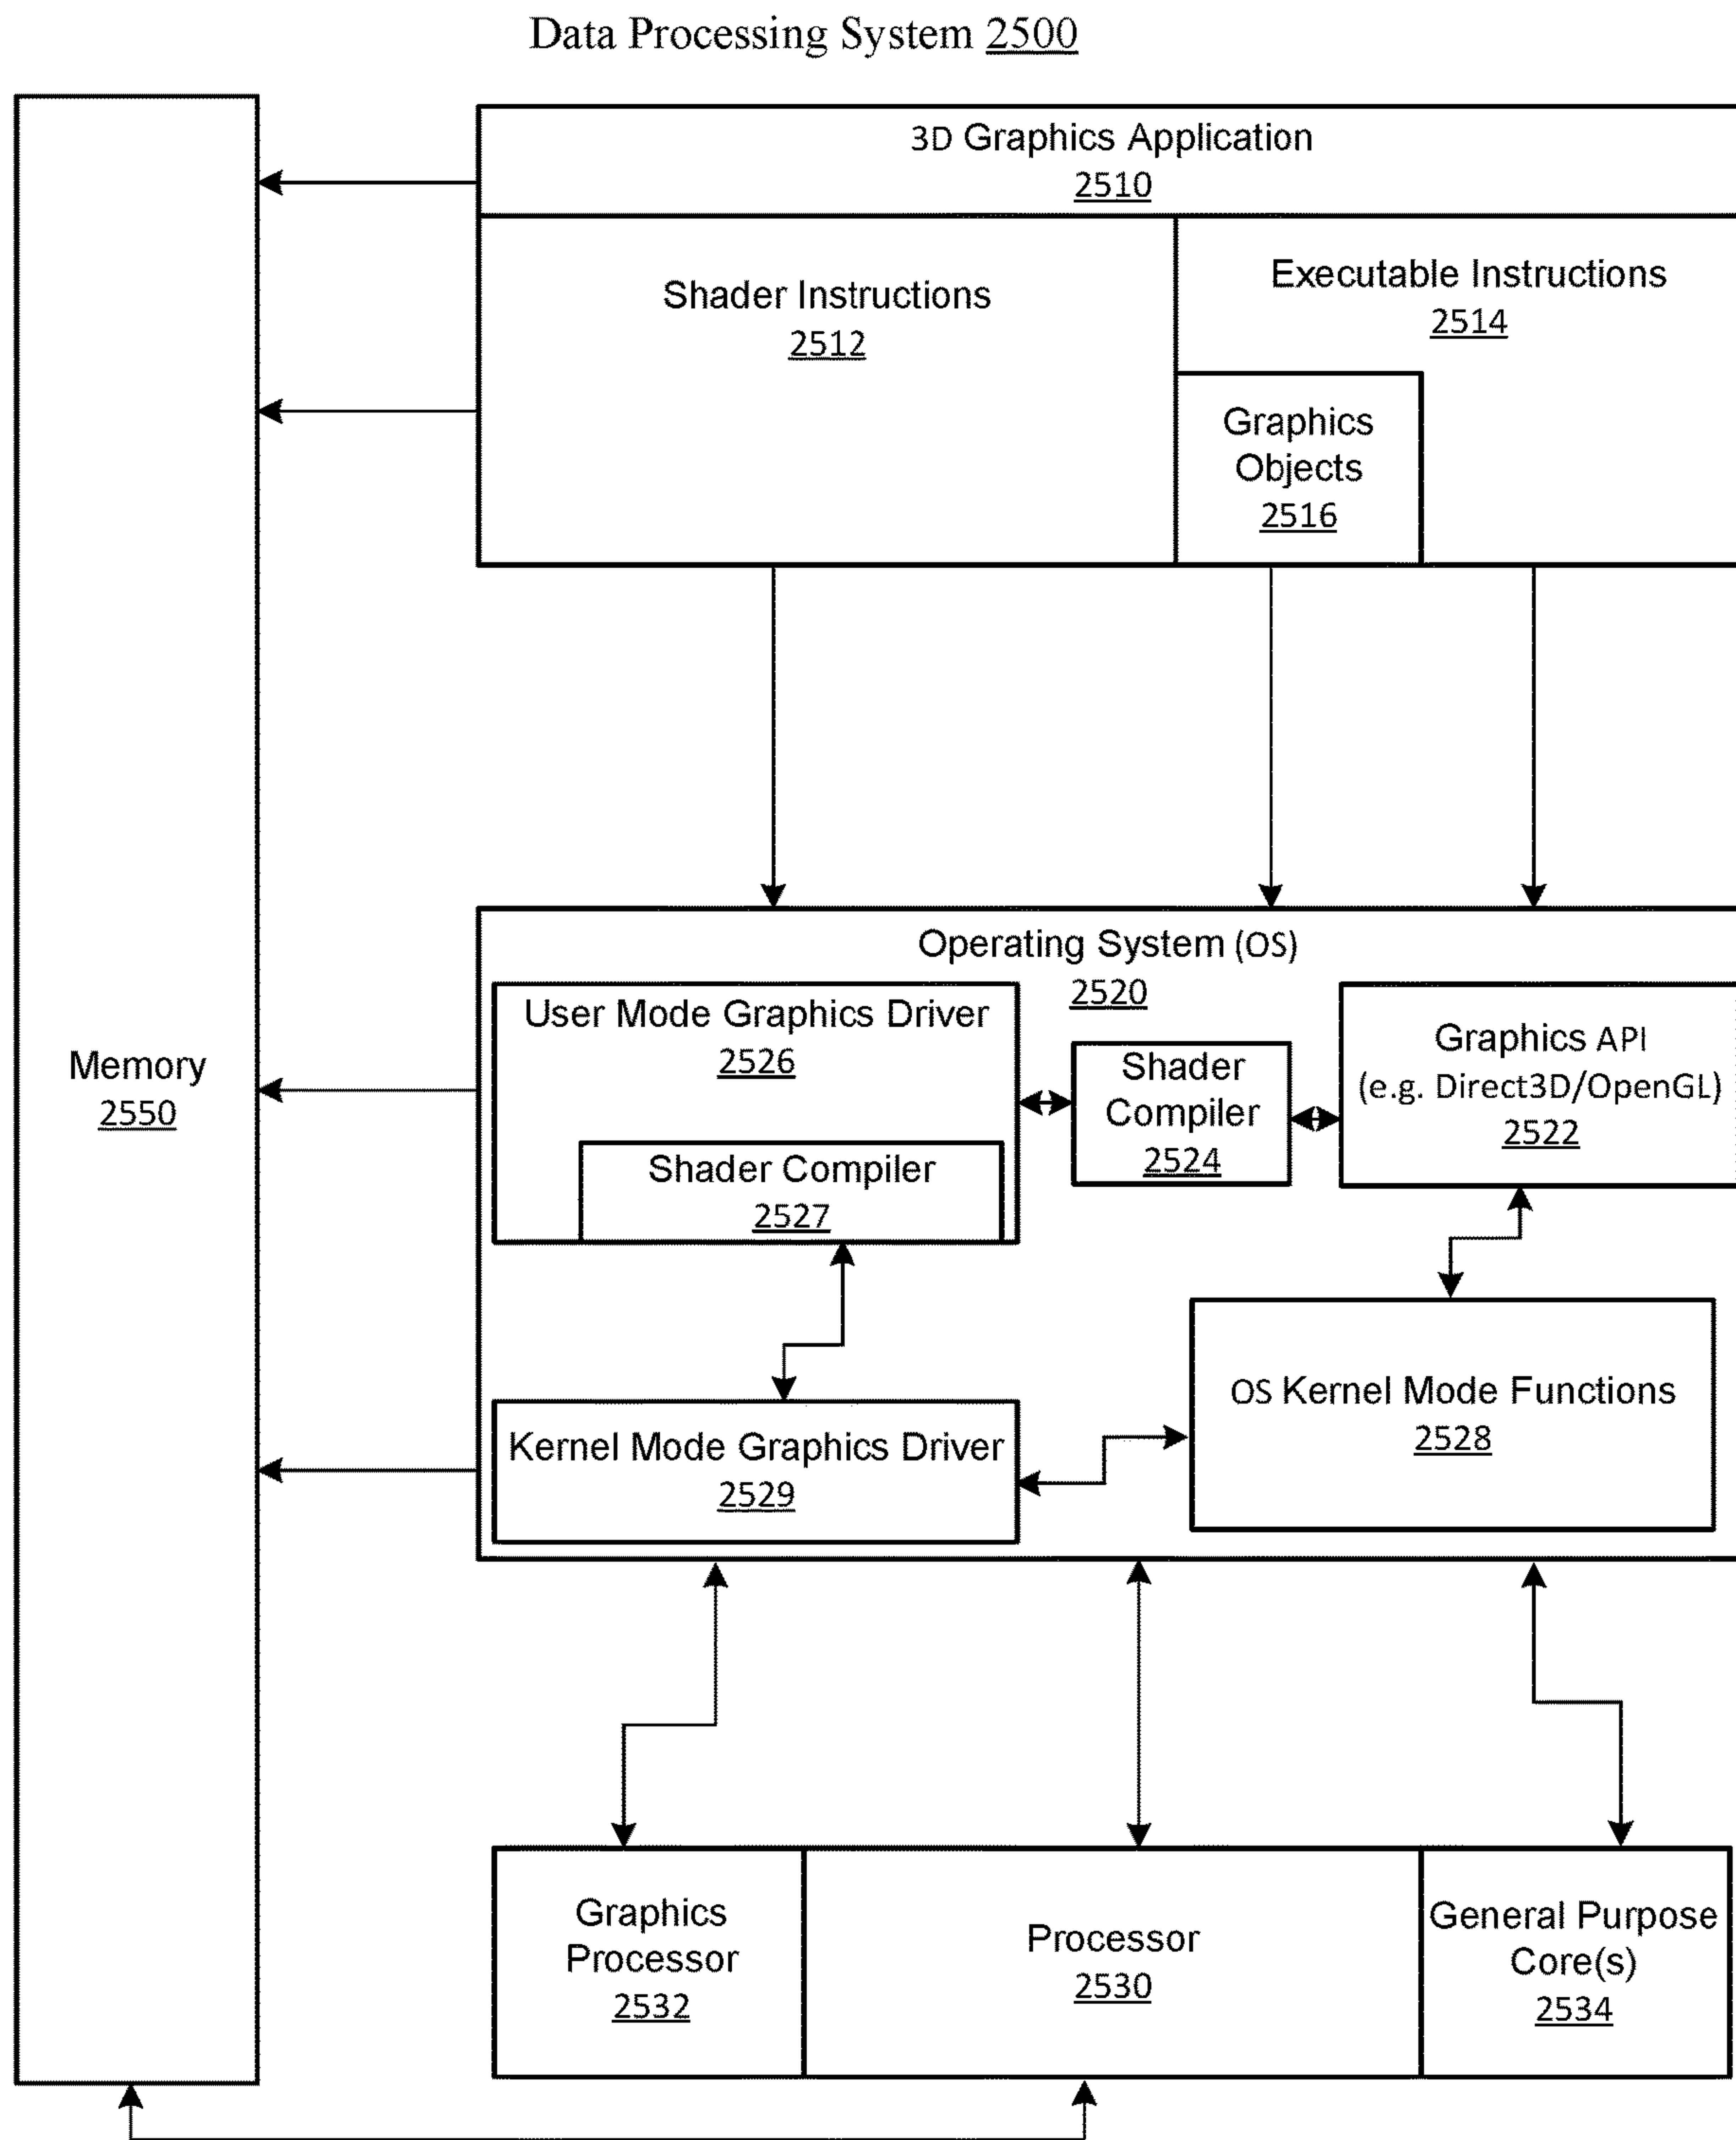 Data Processing System 2500
3D Graphics Application
2510
Shader Instructions
2512
Executable Instructions
2514
Graphics
Objects
2516
Memory
2550
Operating System (OS)
2520
User Mode Graphics Driver
2526
Shader Compiler
2527
Shader
Compiler
2524
Graphics API
(e.g. Direct3D/OpenGL)
2522
Kernel Mode Graphics Driver
2529
OS Kernel Mode Functions
2528
Graphics
Processor
2532
Processor
2530
General Purpose
Core(s)
2534